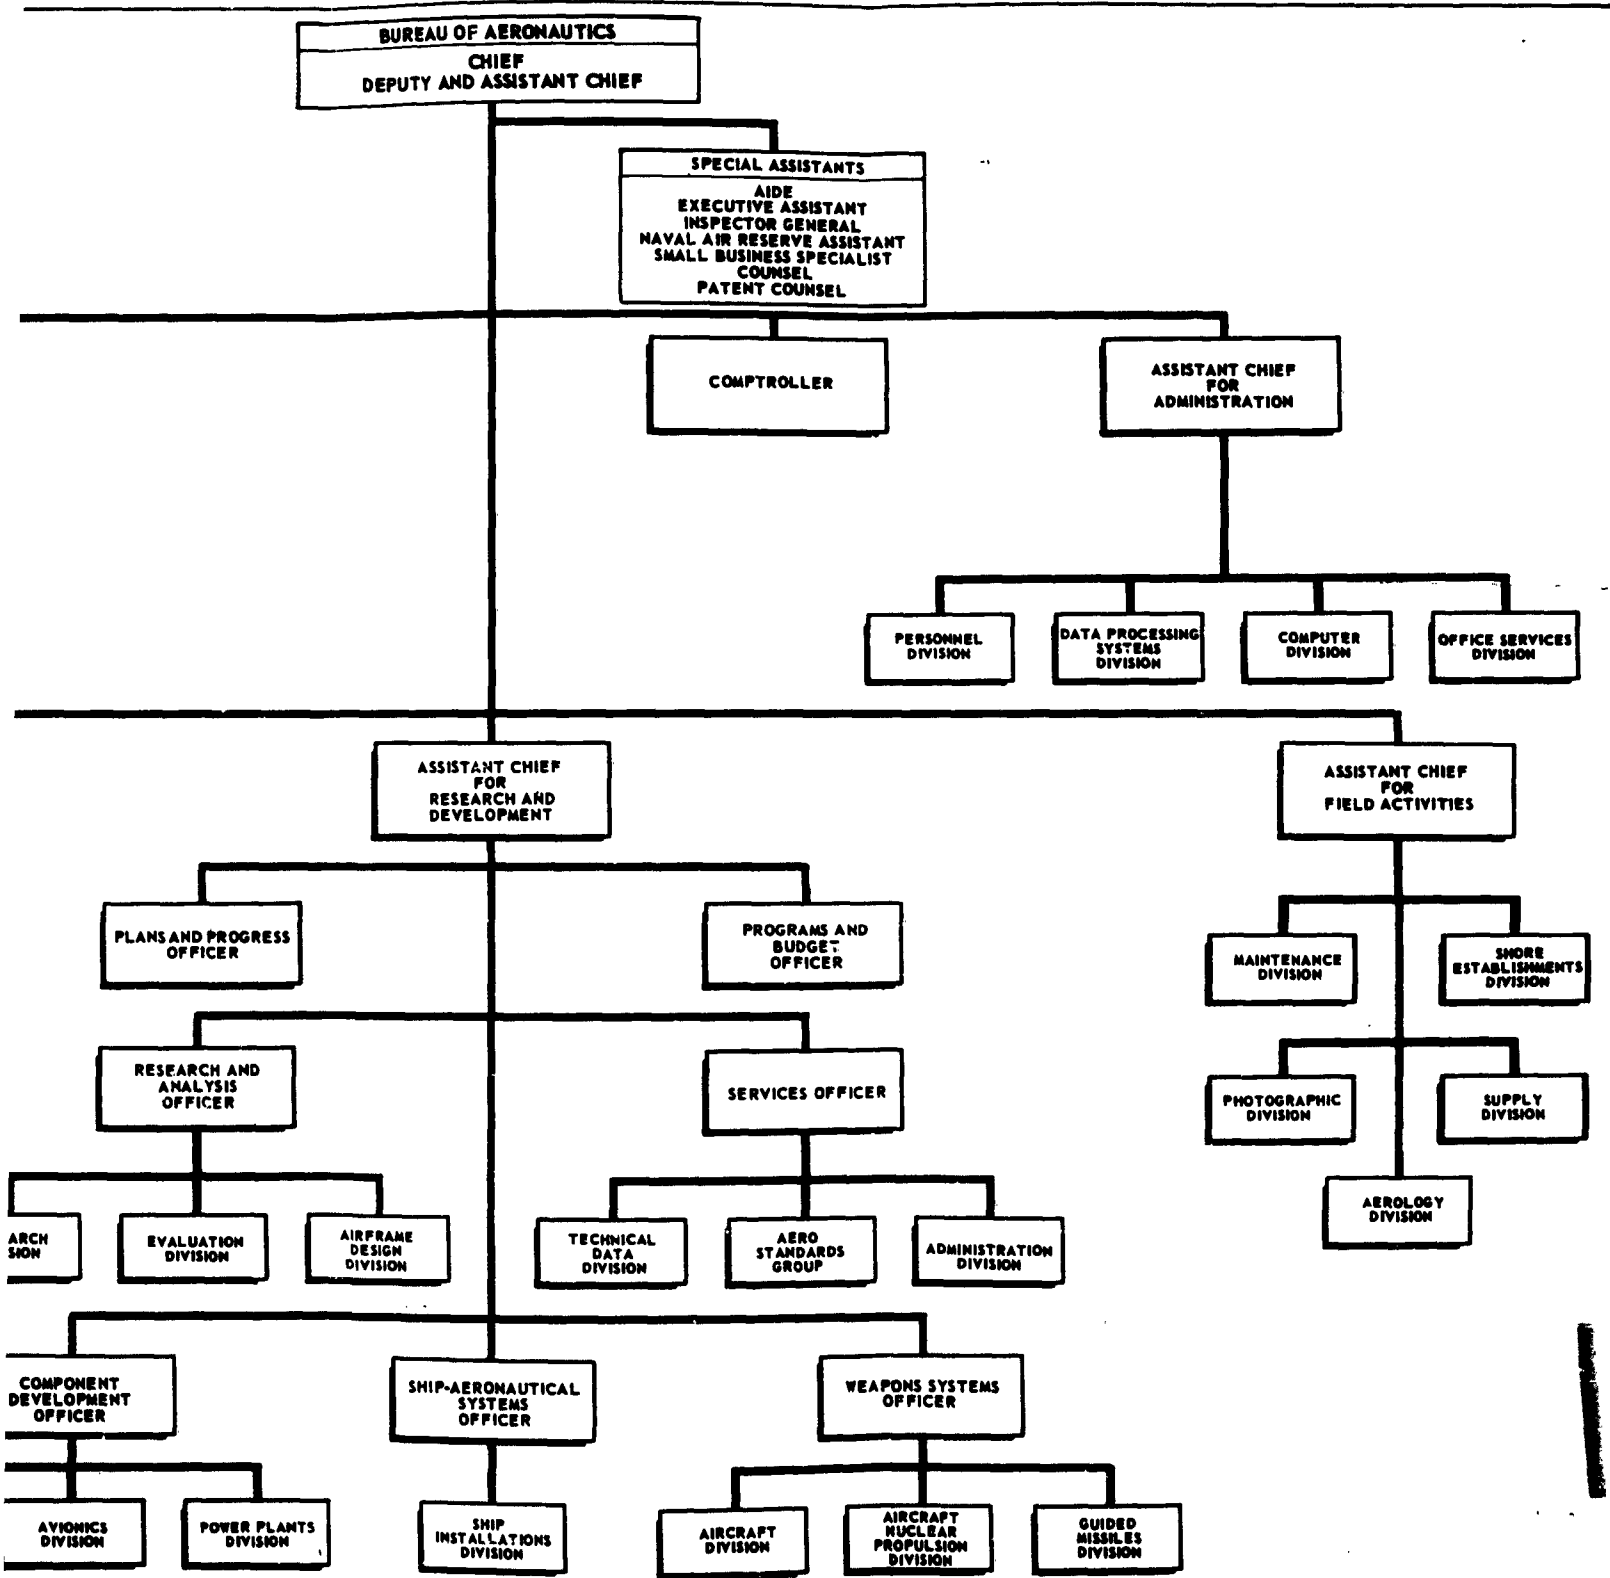 BUREAU OF AERONAUTICS
CHIEF
DEPUTY AND ASSISTANT CHIEF
SPECIAL ASSISTANTS
AIDE
EXECUTIVE ASSISTANT
INSPECTOR GENERAL
NAVAL AIR RESERVE ASSISTANT
SMALL BUSINESS SPECIALIST
COUNSEL
PATENT COUNSEL
COMPTROLLER
ASSISTANT CHIEF
FOR
ADMINISTRATION
PERSONNEL
DIVISION
DATA PROCESSING
SYSTEMS
DIVISION
COMPUTER
DIVISION
OFFICE SERVICES
DIVISION
ASSISTANT CHIEF
FOR
RESEARCH AND
DEVELOPMENT
ASSISTANT CHIEF
FOR
FIELD ACTIVITIES
PLANS AND PROGRESS
OFFICER
PROGRAMS AND
BUDGET
OFFICER
MAINTENANCE
DIVISION
SHORE
ESTABLISHMENTS
DIVISION
RESEARCH AND
ANALYSIS
OFFICER
SERVICES OFFICER
PHOTOGRAPHIC
DIVISION
SUPPLY
DIVISION
AEROLOGY
DIVISION
ARCH
SION
EVALUATION
DIVISION
AIRFRAME
DESIGN
DIVISION
TECHNICAL
DATA
DIVISION
AERO
STANDARDS
GROUP
ADMINISTRATION
DIVISION
COMPONENT
DEVELOPMENT
OFFICER
SHIP-AERONAUTICAL
SYSTEMS
OFFICER
WEAPONS SYSTEMS
OFFICER
AVIONICS
DIVISION
POWER PLANTS
DIVISION
SHIP
INSTALLATIONS
DIVISION
AIRCRAFT
DIVISION
AIRCRAFT
NUCLEAR
PROPULSION
DIVISION
GUIDED
MISSILES
DIVISION